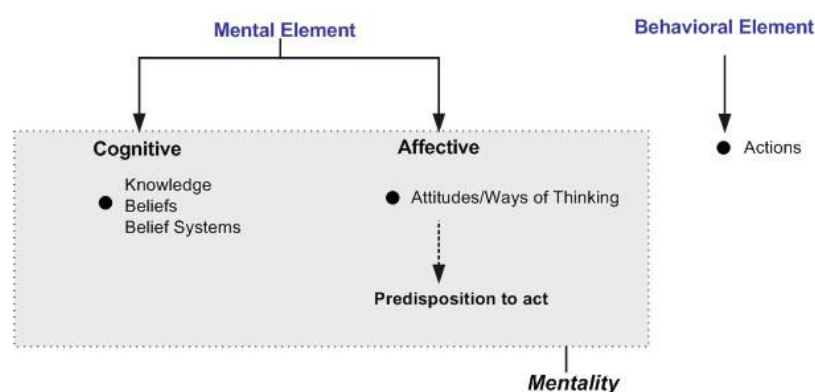 Mental Element
Behavioral Element
Cognitive
Affective
Actions
Knowledge
Beliefs
Belief Systems
Attitudes/Ways of Thinking
Predisposition to act
Mentality